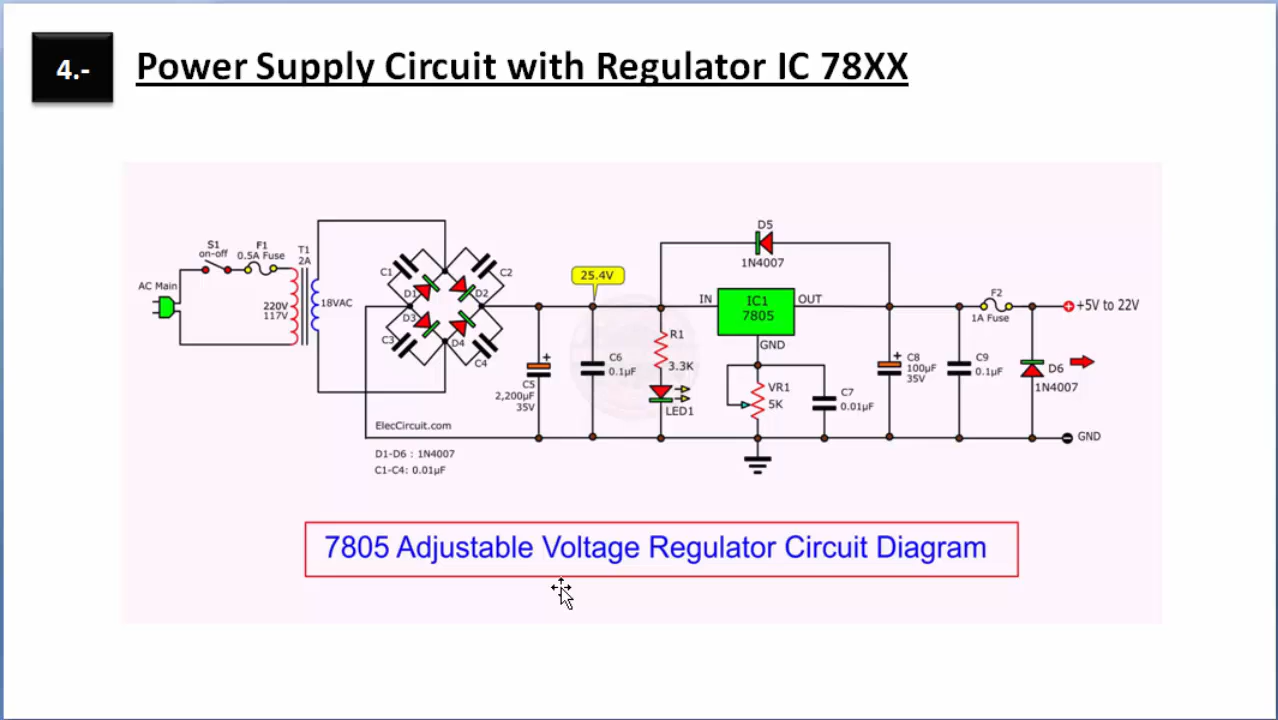 4.-
Power Supply Circuit with Regulator IC 78XX
AC Main
S1
on-off
F1
0.5A Fuse
T1
2A
220V
117V
18VAC
C1
C2
D1
D2
D3
D4
C3
C4
ElecCircuit.com
D1-D6 : 1N4007
C1-C4: 0.01µF
C5
2,200µF
35V
+
25.4V
C6
0.1µF
R1
3.3K
LED1
D5
1N4007
IN
IC1
7805
OUT
GND
VR1
5K
C7
0.01µF
+
C8
100µF
35V
C9
0.1µF
F2
1A Fuse
D6
1N4007
+5V to 22V
GND
7805 Adjustable Voltage Regulator Circuit Diagram